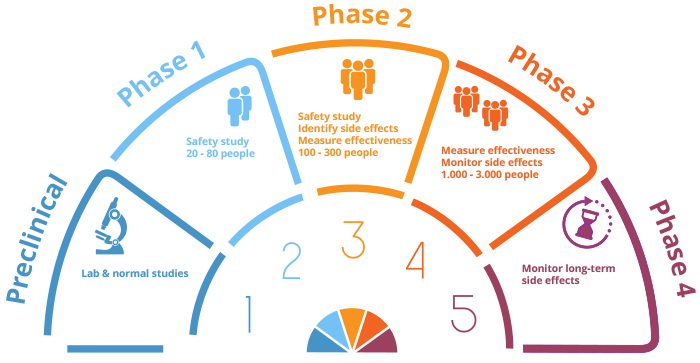 Preclinical
Lab & normal studies
1
Phase 1
Safety study
20 - 80 people
2
Phase 2
Safety study
Identify side effects
Measure effectiveness
100 - 300 people
3
Phase 3
Measure effectiveness
Monitor side effects
1.000 - 3.000 people
4
Phase 4
Monitor long-term
side effects
5